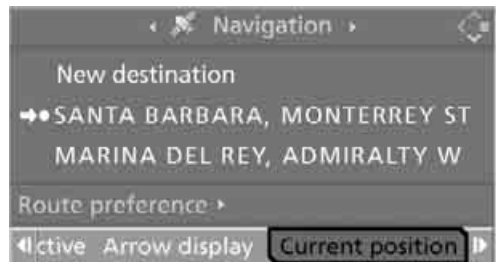 Navigation
New destination
SANTA BARBARA, MONTERREY ST
MARINA DEL REY, ADMIRALTY W
Route preference
ctive Arrow display Current position